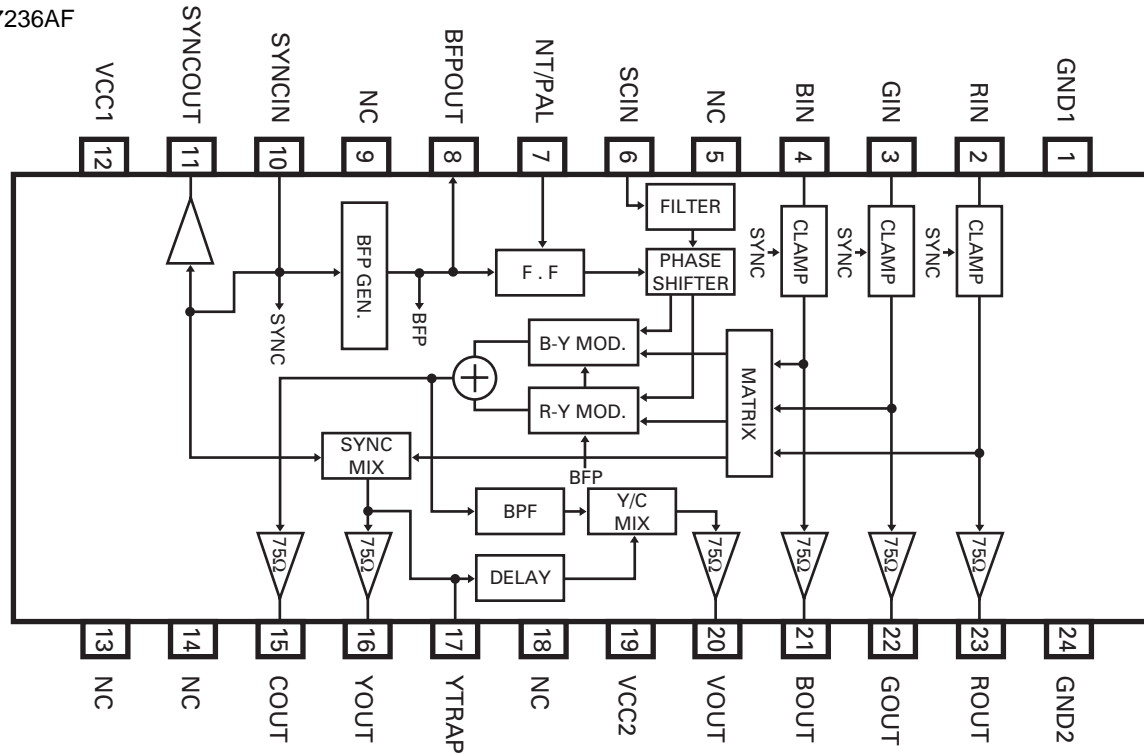 7236AF
VCC1
SYNCOUT
SYNCIN
NC
BFPOUT
NT/PAL
SCIN
NC
BIN
GIN
RIN
GND1
12
11
10
9
8
7
6
5
4
3
2
1
FILTER
SYNC
CLAMP
SYNC
CLAMP
SYNC
CLAMP
BFP GEN.
F . F
PHASE
SHIFTER
SYNC
BFP
B-Y MOD.
MATRIX
R-Y MOD.
SYNC
MIX
BFP
BPF
Y/C
MIX
75Ω
75Ω
DELAY
75Ω
75Ω
75Ω
75Ω
13
14
15
16
17
18
19
20
21
22
23
24
NC
NC
COUT
YOUT
YTRAP
NC
VCC2
VOUT
BOUT
GOUT
ROUT
GND2